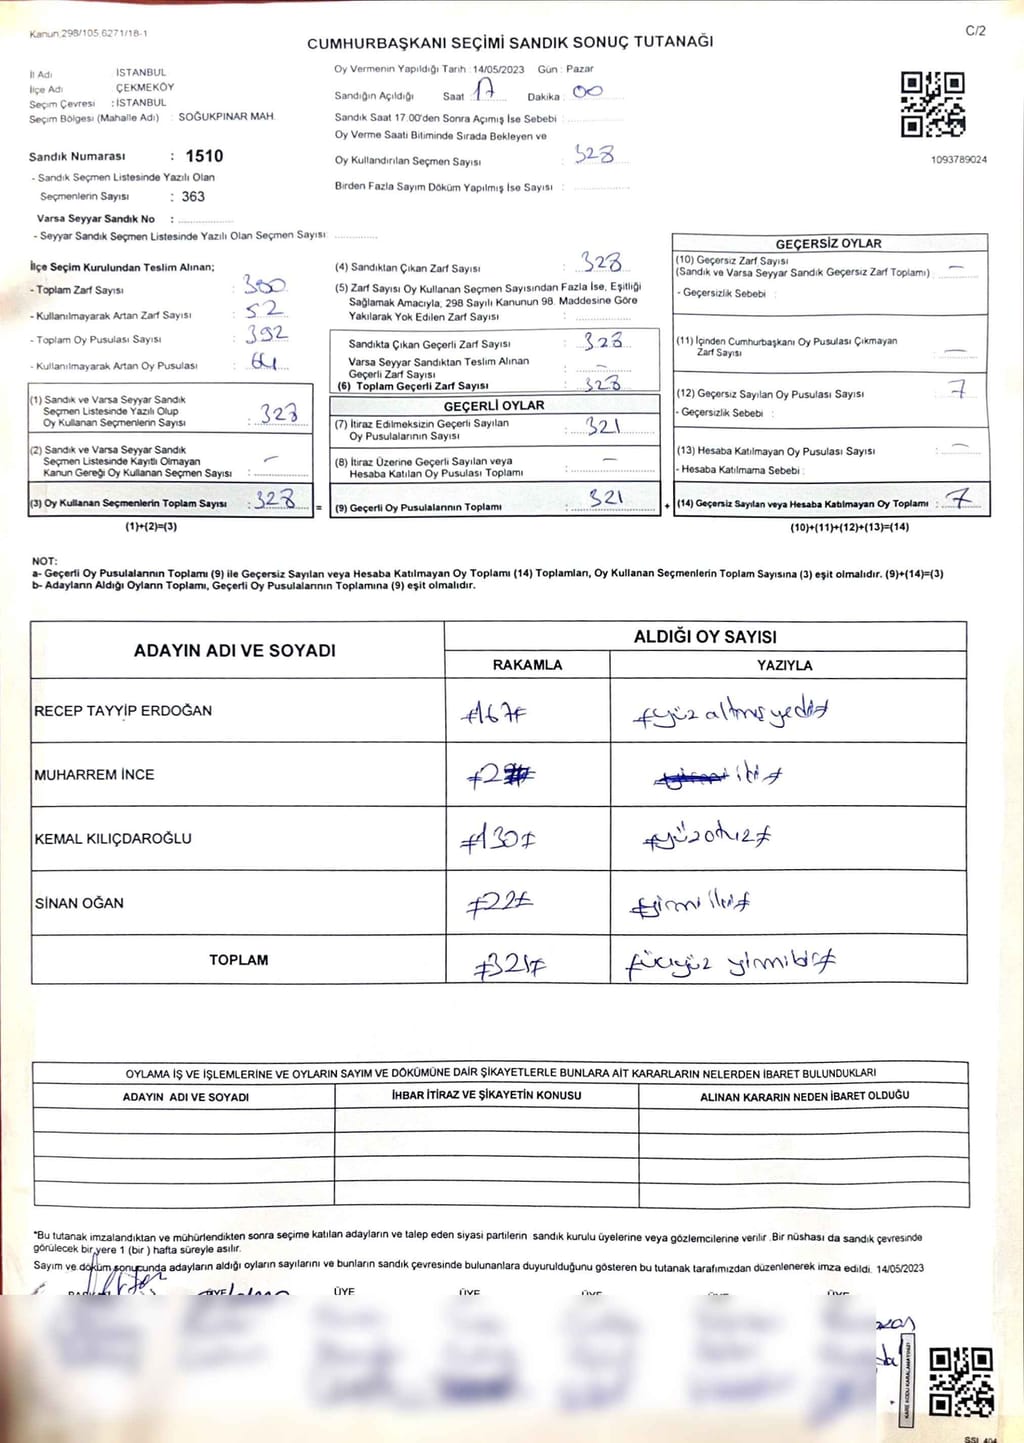 Kanun.298/105.6271/18-1
C/2
CUMHURBAŞKANI SEÇİMİ SANDIK SONUÇ TUTANAĞI
İl Adı İSTANBUL
İlçe Adı : ÇEKMEKÖY
Seçim Çevresi : İSTANBUL
Seçim Bölgesi (Mahalle Adı) : SOĞUKPINAR MAH.
Sandık Numarası : 1510
- Sandık Seçmen Listesinde Yazılı Olan
Seçmenlerin Sayısı : 363
Varsa Seyyar Sandık No :
- Seyyar Sandık Seçmen Listesinde Yazılı Olan Seçmen Sayısı:
Oy Vermenin Yapıldığı Tarih : 14/05/2023 Gün : Pazar
Sandığın Açıldığı Saat 17 Dakika : 00
Sandık Saat 17.00'den Sonra Açımış İse Sebebi :
Oy Verme Saati Bitiminde Sırada Bekleyen ve
Oy Kullandırılan Seçmen Sayısı : 328
Birden Fazla Sayım Döküm Yapılmış İse Sayısı :
1093789024
İlçe Seçim Kurulundan Teslim Alınan;
- Toplam Zarf Sayısı : 380
- Kullanılmayarak Artan Zarf Sayısı : 52
- Toplam Oy Pusulası Sayısı : 392
- Kullanılmayarak Artan Oy Pusulası : 64
(1) Sandık ve Varsa Seyyar Sandık
Seçmen Listesinde Yazılı Olup
Oy Kullanan Seçmenlerin Sayısı : 328
(2) Sandık ve Varsa Seyyar Sandık
Seçmen Listesinde Kayıtlı Olmayan
Kanun Gereği Oy Kullanan Seçmen Sayısı : -
(3) Oy Kullanan Seçmenlerin Toplam Sayısı : 328 =
(1)+(2)=(3)
(4) Sandıktan Çıkan Zarf Sayısı : 328
(5) Zarf Sayısı Oy Kullanan Seçmen Sayısından Fazla İse, Eşitliği
Sağlamak Amacıyla, 298 Sayılı Kanunun 98. Maddesine Göre
Yakılarak Yok Edilen Zarf Sayısı :
Sandıkta Çıkan Geçerli Zarf Sayısı : 328
Varsa Seyyar Sandıktan Teslim Alınan
Geçerli Zarf Sayısı : -
(6) Toplam Geçerli Zarf Sayısı : 328
GEÇERLİ OYLAR
(7) İtiraz Edilmeksizin Geçerli Sayılan
Oy Pusulalarının Sayısı : 321
(8) İtiraz Üzerine Geçerli Sayılan veya
Hesaba Katılan Oy Pusulası Toplamı : -
(9) Geçerli Oy Pusulalarının Toplamı : 321 +
GEÇERSİZ OYLAR
(10) Geçersiz Zarf Sayısı
(Sandık ve Varsa Seyyar Sandık Geçersiz Zarf Toplamı) : -
- Geçersizlik Sebebi :
(11) İçinden Cumhurbaşkanı Oy Pusulası Çıkmayan
Zarf Sayısı : -
(12) Geçersiz Sayılan Oy Pusulası Sayısı : 7
- Geçersizlik Sebebi :
(13) Hesaba Katılmayan Oy Pusulası Sayısı : -
- Hesaba Katılmama Sebebi :
(14) Geçersiz Sayılan veya Hesaba Katılmayan Oy Toplamı : 7
(10)+(11)+(12)+(13)=(14)
NOT:
a- Geçerli Oy Pusulalarının Toplamı (9) ile Geçersiz Sayılan veya Hesaba Katılmayan Oy Toplamı (14) Toplamları, Oy Kullanan Seçmenlerin Toplam Sayısına (3) eşit olmalıdır. (9)+(14)=(3)
b- Adayların Aldığı Oyların Toplamı, Geçerli Oy Pusulalarının Toplamına (9) eşit olmalıdır.
ADAYIN ADI VE SOYADI ALDIĞI OY SAYISI
RAKAMLA YAZIYLA
RECEP TAYYİP ERDOĞAN #167# #yüz altmış yedi#
MUHARREM İNCE #2# iki#
KEMAL KILIÇDAROĞLU #130# #yüz otuz#
SİNAN OĞAN #22# #yirmi iki#
TOPLAM #321# #üçyüz yirmibir#
OYLAMA İŞ VE İŞLEMLERİNE VE OYLARIN SAYIM VE DÖKÜMÜNE DAİR ŞİKAYETLERLE BUNLARA AİT KARARLARIN NELERDEN İBARET BULUNDUKLARI
ADAYIN ADI VE SOYADI İHBAR İTİRAZ VE ŞİKAYETİN KONUSU ALINAN KARARIN NEDEN İBARET OLDUĞU
*Bu tutanak imzalandıktan ve mühürlendikten sonra seçime katılan adayların ve talep eden siyasi partilerin sandık kurulu üyelerine veya gözlemcilerine verilir .Bir nüshası da sandık çevresinde
görülecek bir yere 1 (bir ) hafta süreyle asılır.
Sayım ve döküm sonucunda adayların aldığı oyların sayılarını ve bunların sandık çevresinde bulunanlara duyurulduğunu gösteren bu tutanak tarafımızdan düzenlenerek imza edildi. 14/05/2023
ÜYE ÜYE ÜYE ÜYE ÜYE ÜYE
KARE KODU KARALAMAYINIZ!